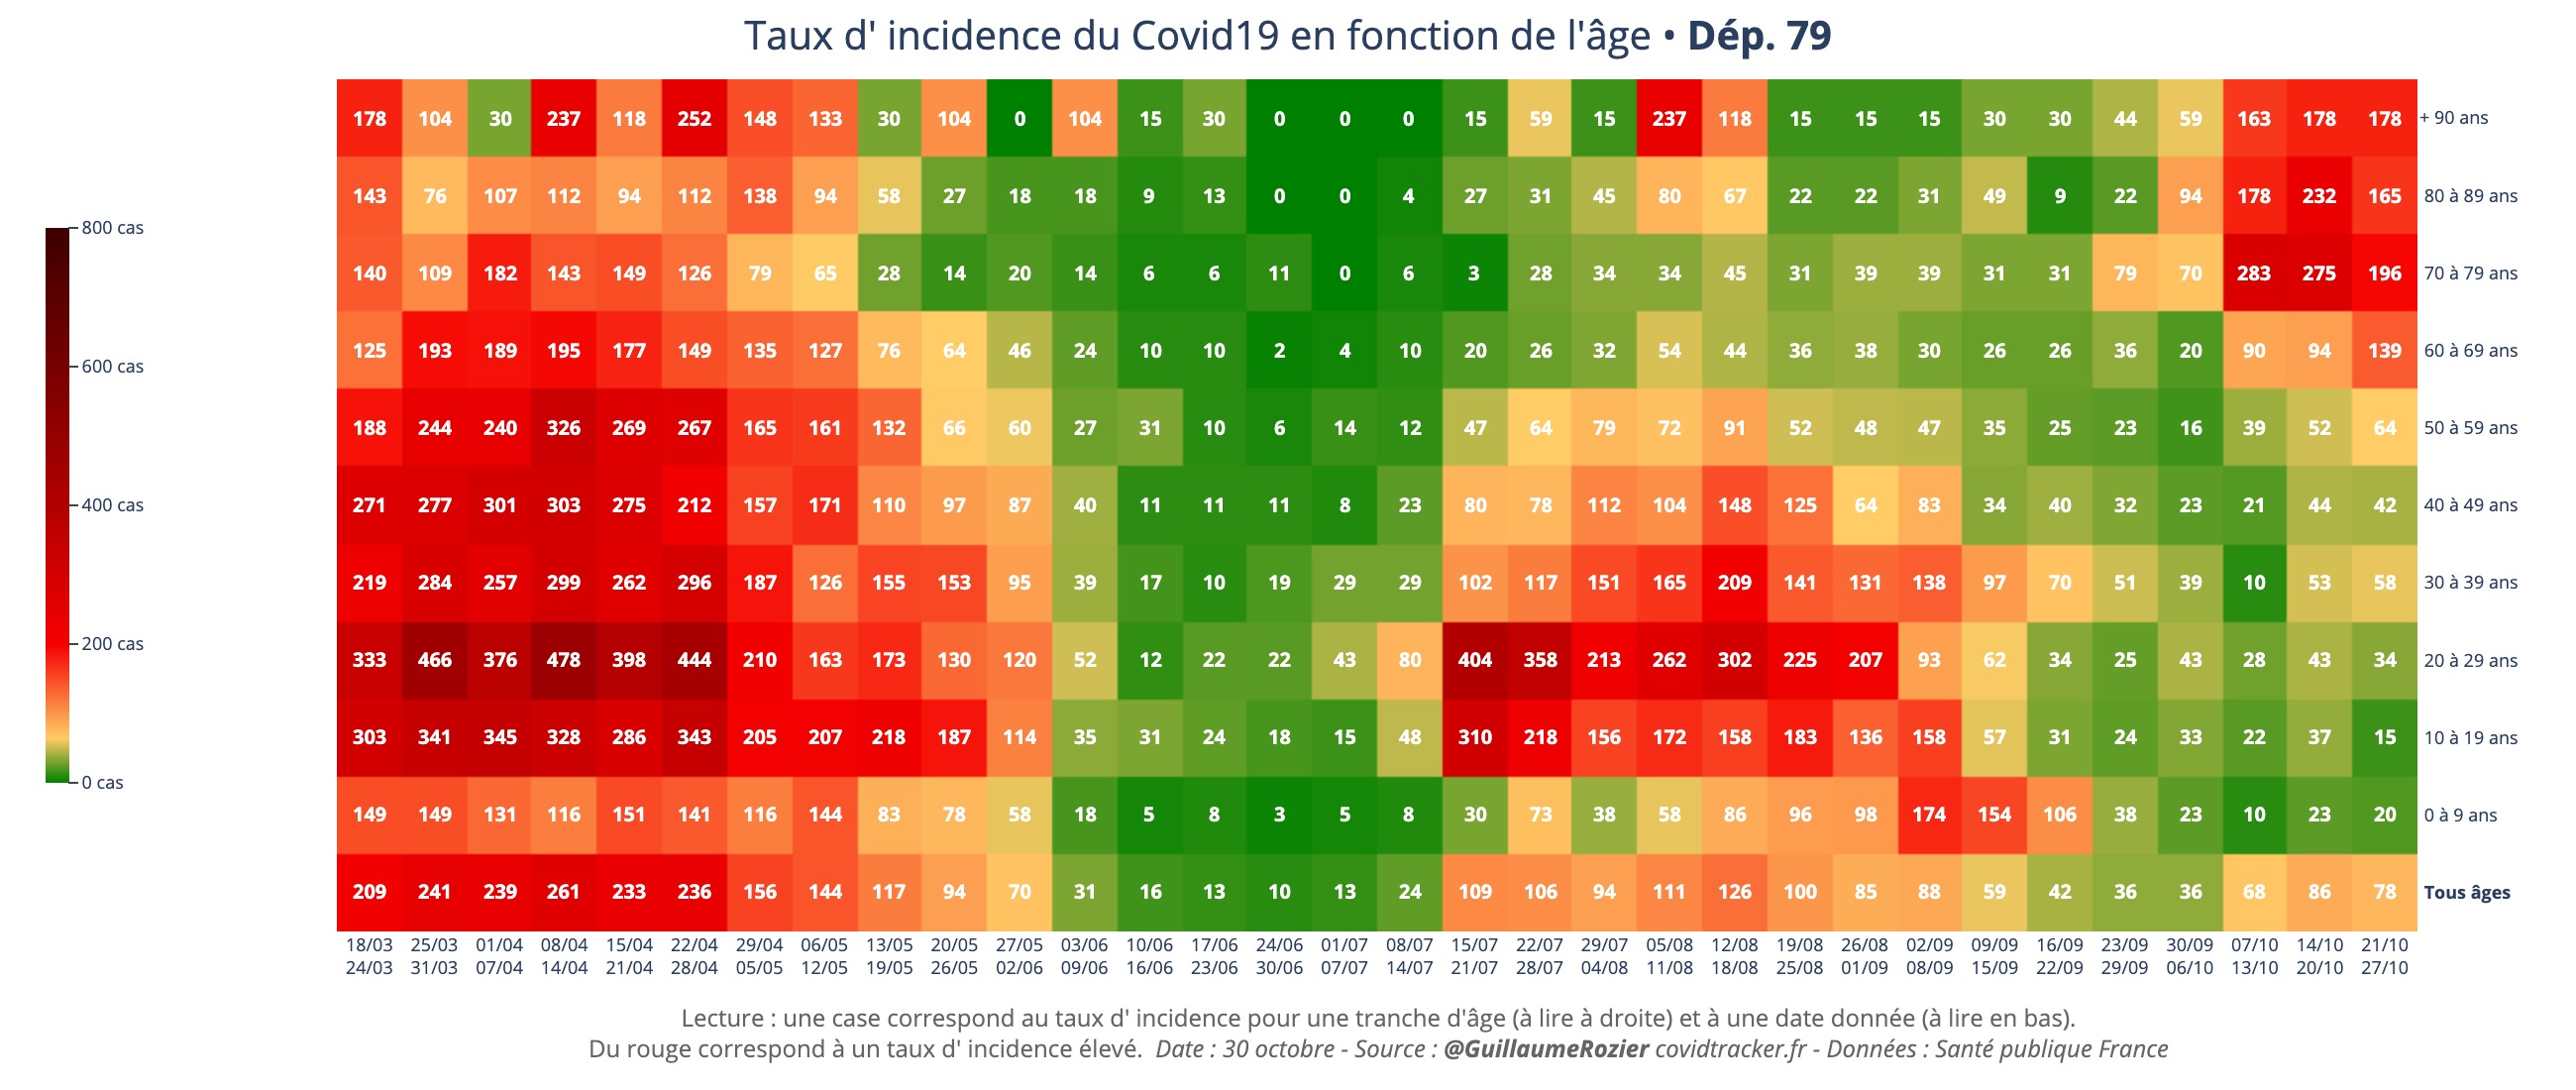 Taux d' incidence du Covid19 en fonction de l'âge • Dép. 79
800 cas
600 cas
400 cas
200 cas
0 cas
178 104 30 237 118 252 148 133 30 104 0 104 15 30 0 0 0 15 59 15 237 118 15 15 15 30 30 44 59 163 178 178 + 90 ans
143 76 107 112 94 112 138 94 58 27 18 18 9 13 0 0 4 27 31 45 80 67 22 22 31 49 9 22 94 178 232 165 80 à 89 ans
140 109 182 143 149 126 79 65 28 14 20 14 6 6 11 0 6 3 28 34 34 45 31 39 39 31 31 79 70 283 275 196 70 à 79 ans
125 193 189 195 177 149 135 127 76 64 46 24 10 10 2 4 10 20 26 32 54 44 36 38 30 26 26 36 20 90 94 139 60 à 69 ans
188 244 240 326 269 267 165 161 132 66 60 27 31 10 6 14 12 47 64 79 72 91 52 48 47 35 25 23 16 39 52 64 50 à 59 ans
271 277 301 303 275 212 157 171 110 97 87 40 11 11 11 8 23 80 78 112 104 148 125 64 83 34 40 32 23 21 44 42 40 à 49 ans
219 284 257 299 262 296 187 126 155 153 95 39 17 10 19 29 29 102 117 151 165 209 141 131 138 97 70 51 39 10 53 58 30 à 39 ans
333 466 376 478 398 444 210 163 173 130 120 52 12 22 22 43 80 404 358 213 262 302 225 207 93 62 34 25 43 28 43 34 20 à 29 ans
303 341 345 328 286 343 205 207 218 187 114 35 31 24 18 15 48 310 218 156 172 158 183 136 158 57 31 24 33 22 37 15 10 à 19 ans
149 149 131 116 151 141 116 144 83 78 58 18 5 8 3 5 8 30 73 38 58 86 96 98 174 154 106 38 23 10 23 20 0 à 9 ans
209 241 239 261 233 236 156 144 117 94 70 31 16 13 10 13 24 109 106 94 111 126 100 85 88 59 42 36 36 68 86 78 Tous âges
18/03 25/03 01/04 08/04 15/04 22/04 29/04 06/05 13/05 20/05 27/05 03/06 10/06 17/06 24/06 01/07 08/07 15/07 22/07 29/07 05/08 12/08 19/08 26/08 02/09 09/09 16/09 23/09 30/09 07/10 14/10 21/10
24/03 31/03 07/04 14/04 21/04 28/04 05/05 12/05 19/05 26/05 02/06 09/06 16/06 23/06 30/06 07/07 14/07 21/07 28/07 04/08 11/08 18/08 25/08 01/09 08/09 15/09 22/09 29/09 06/10 13/10 20/10 27/10
Lecture : une case correspond au taux d' incidence pour une tranche d'âge (à lire à droite) et à une date donnée (à lire en bas).
Du rouge correspond à un taux d' incidence élevé. Date : 30 octobre - Source : @GuillaumeRozier covidtracker.fr - Données : Santé publique France